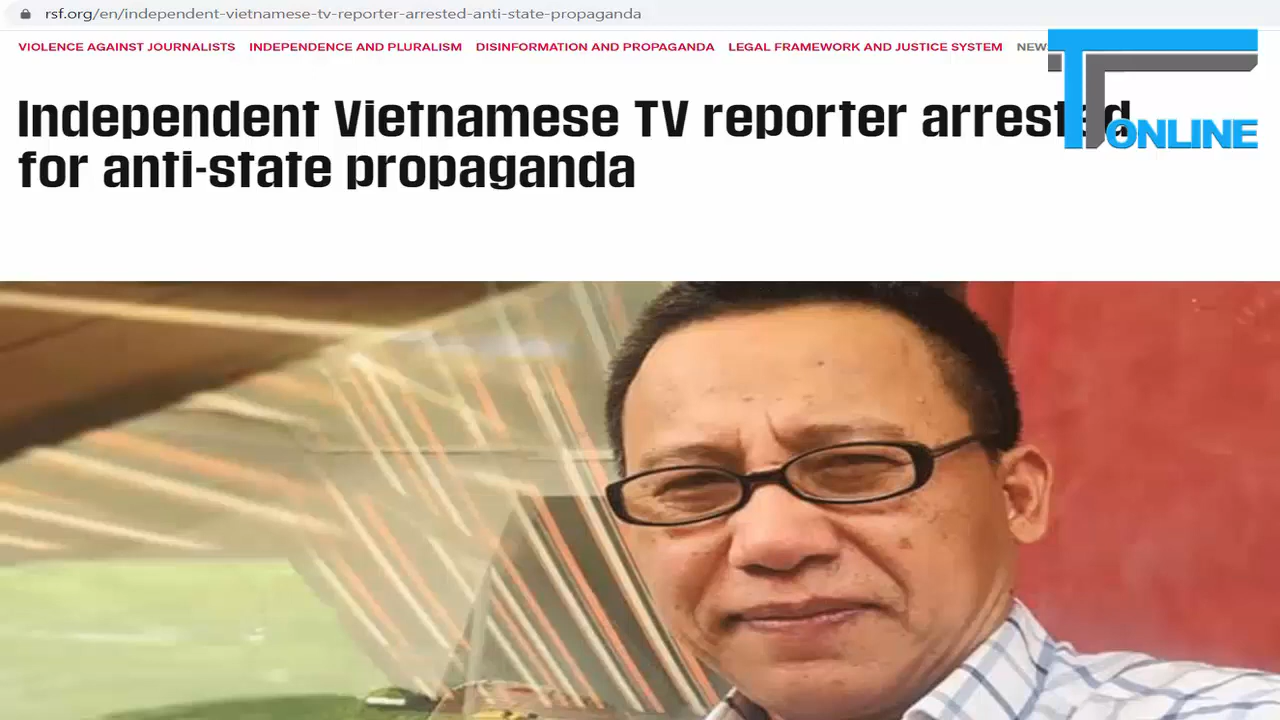 rsf.org/en/independent-vietnamese-tv-reporter-arrested-anti-state-propaganda
VIOLENCE AGAINST JOURNALISTS INDEPENDENCE AND PLURALISM DISINFORMATION AND PROPAGANDA LEGAL FRAMEWORK AND JUSTICE SYSTEM NEW
Independent Vietnamese TV reporter arrested
for anti-state propaganda
TT ONLINE